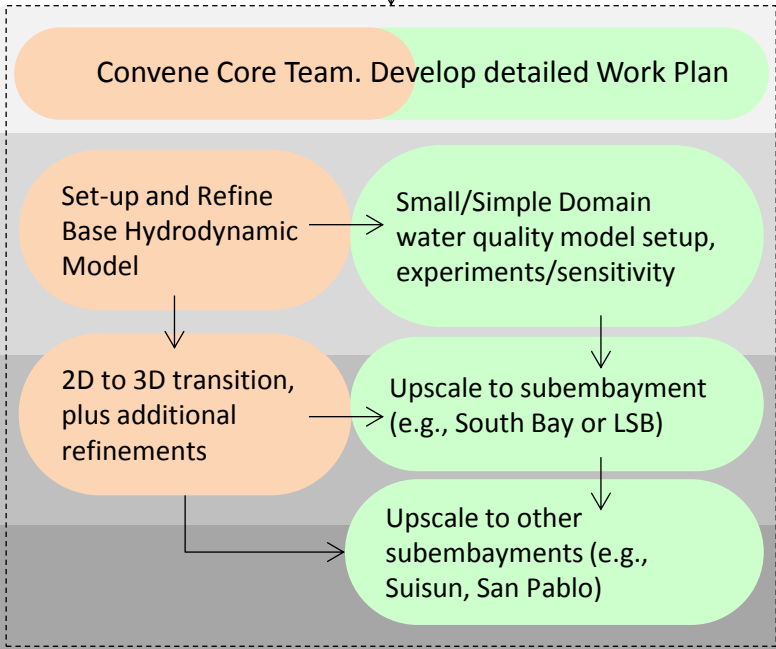 Convene Core Team. Develop detailed Work Plan
Set-up and Refine
Base Hydrodynamic
Model
Small/Simple Domain
water quality model setup,
experiments/sensitivity
2D to 3D transition,
plus additional
refinements
Upscale to subembayment
(e.g., South Bay or LSB)
Upscale to other
subembayments (e.g.,
Suisun, San Pablo)